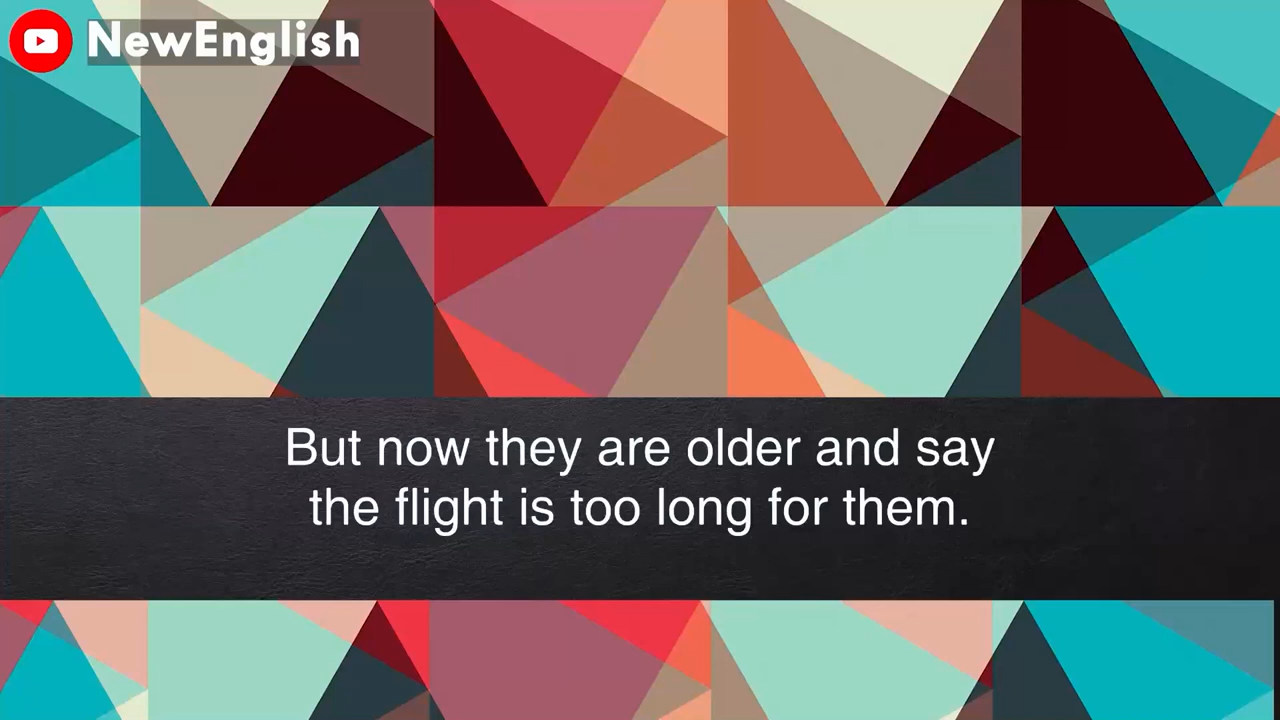 NewEnglish
But now they are older and say
the flight is too long for them.